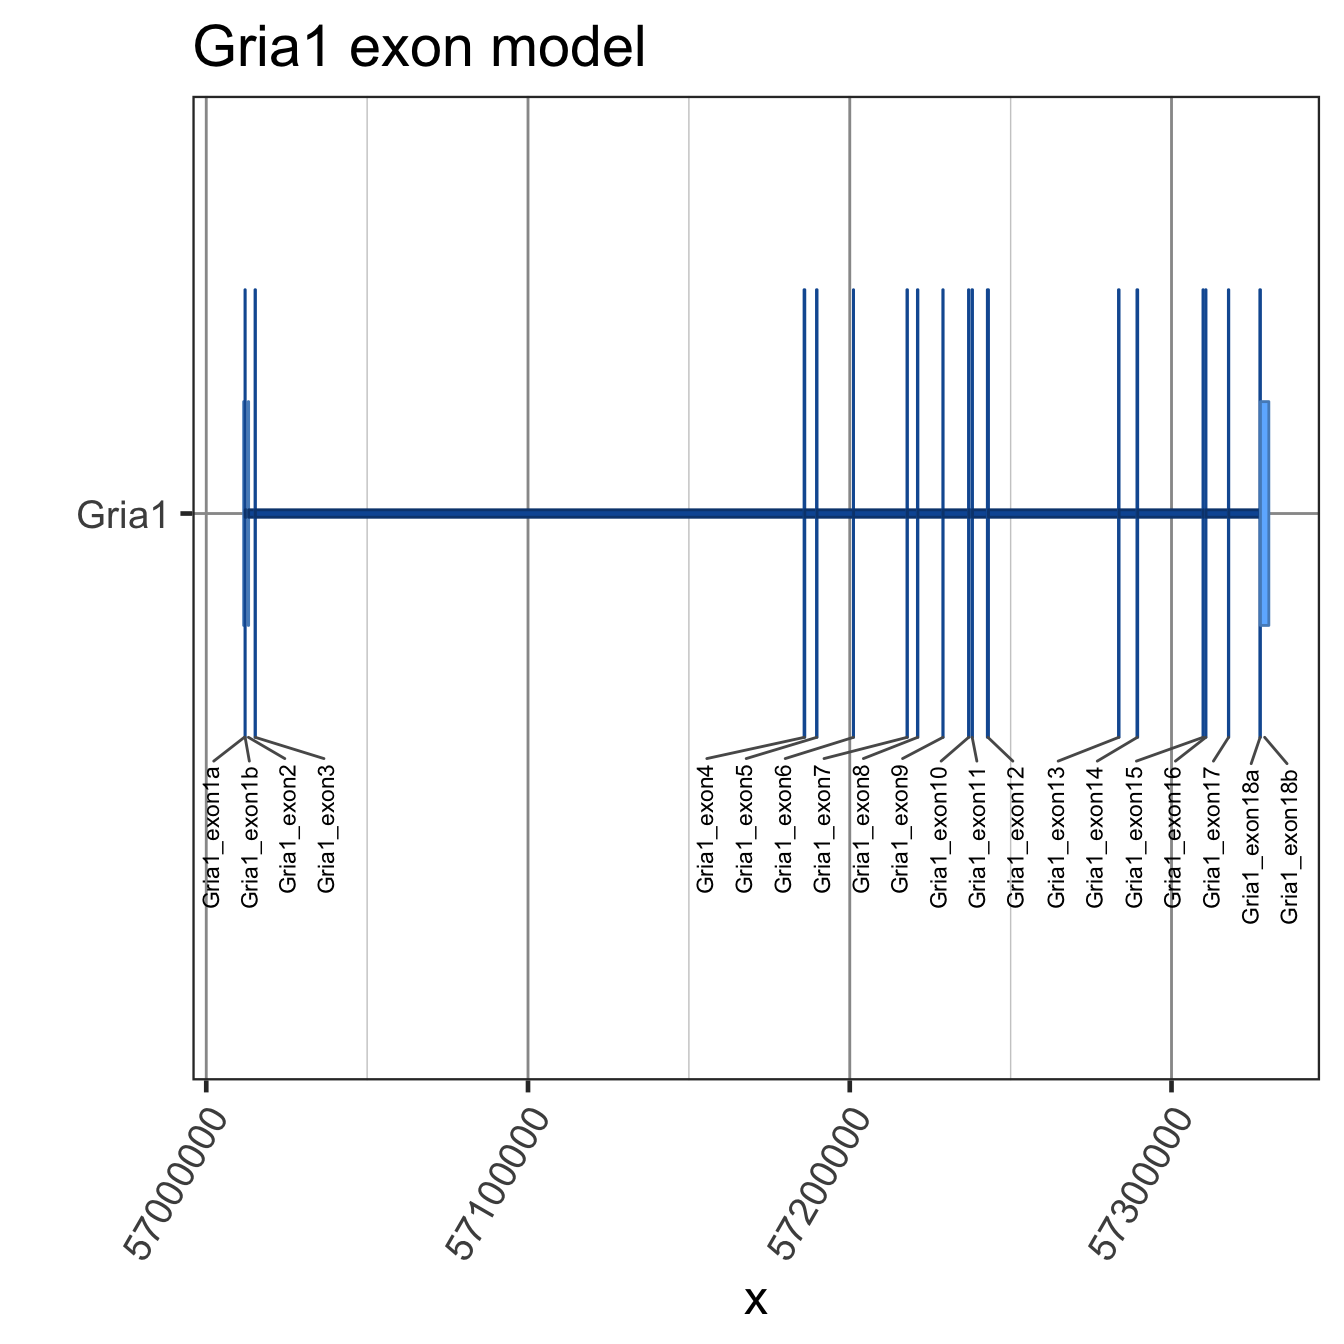 Gria1 exon model
Gria1
Gria1_exon1a
Gria1_exon1b
Gria1_exon2
Gria1_exon3
Gria1_exon4
Gria1_exon5
Gria1_exon6
Gria1_exon7
Gria1_exon8
Gria1_exon9
Gria1_exon10
Gria1_exon11
Gria1_exon12
Gria1_exon13
Gria1_exon14
Gria1_exon15
Gria1_exon16
Gria1_exon17
Gria1_exon18a
Gria1_exon18b
57000000
57100000
57200000
57300000
x